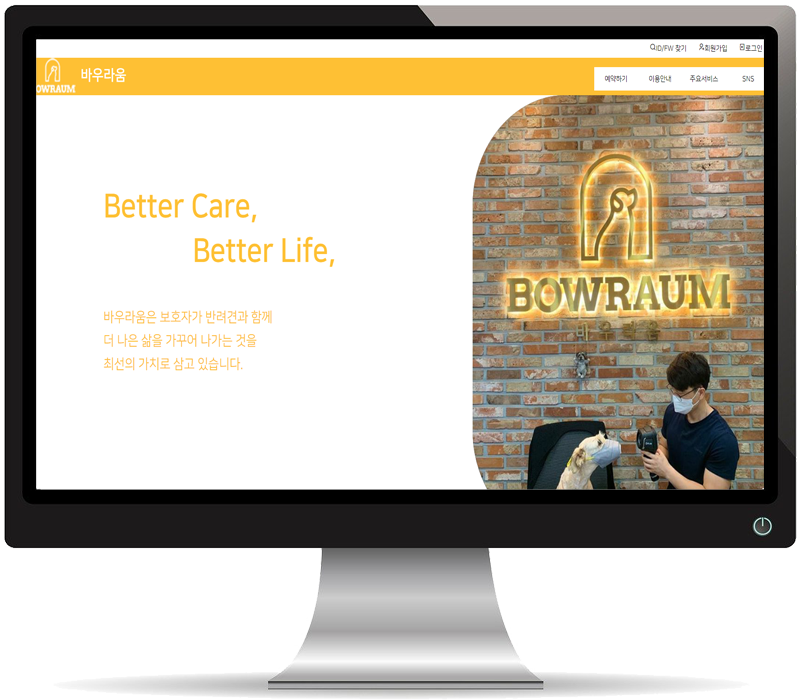 ID/FW 찾기 회원가입 로그인
BOWRAUM 바우라움
예약하기 이용안내 주요서비스 SNS
Better Care,
Better Life,
바우라움은 보호자가 반려견과 함께
더 나은 삶을 가꾸어 나가는 것을
최선의 가치로 삼고 있습니다.
BOWRAUM
바우라움